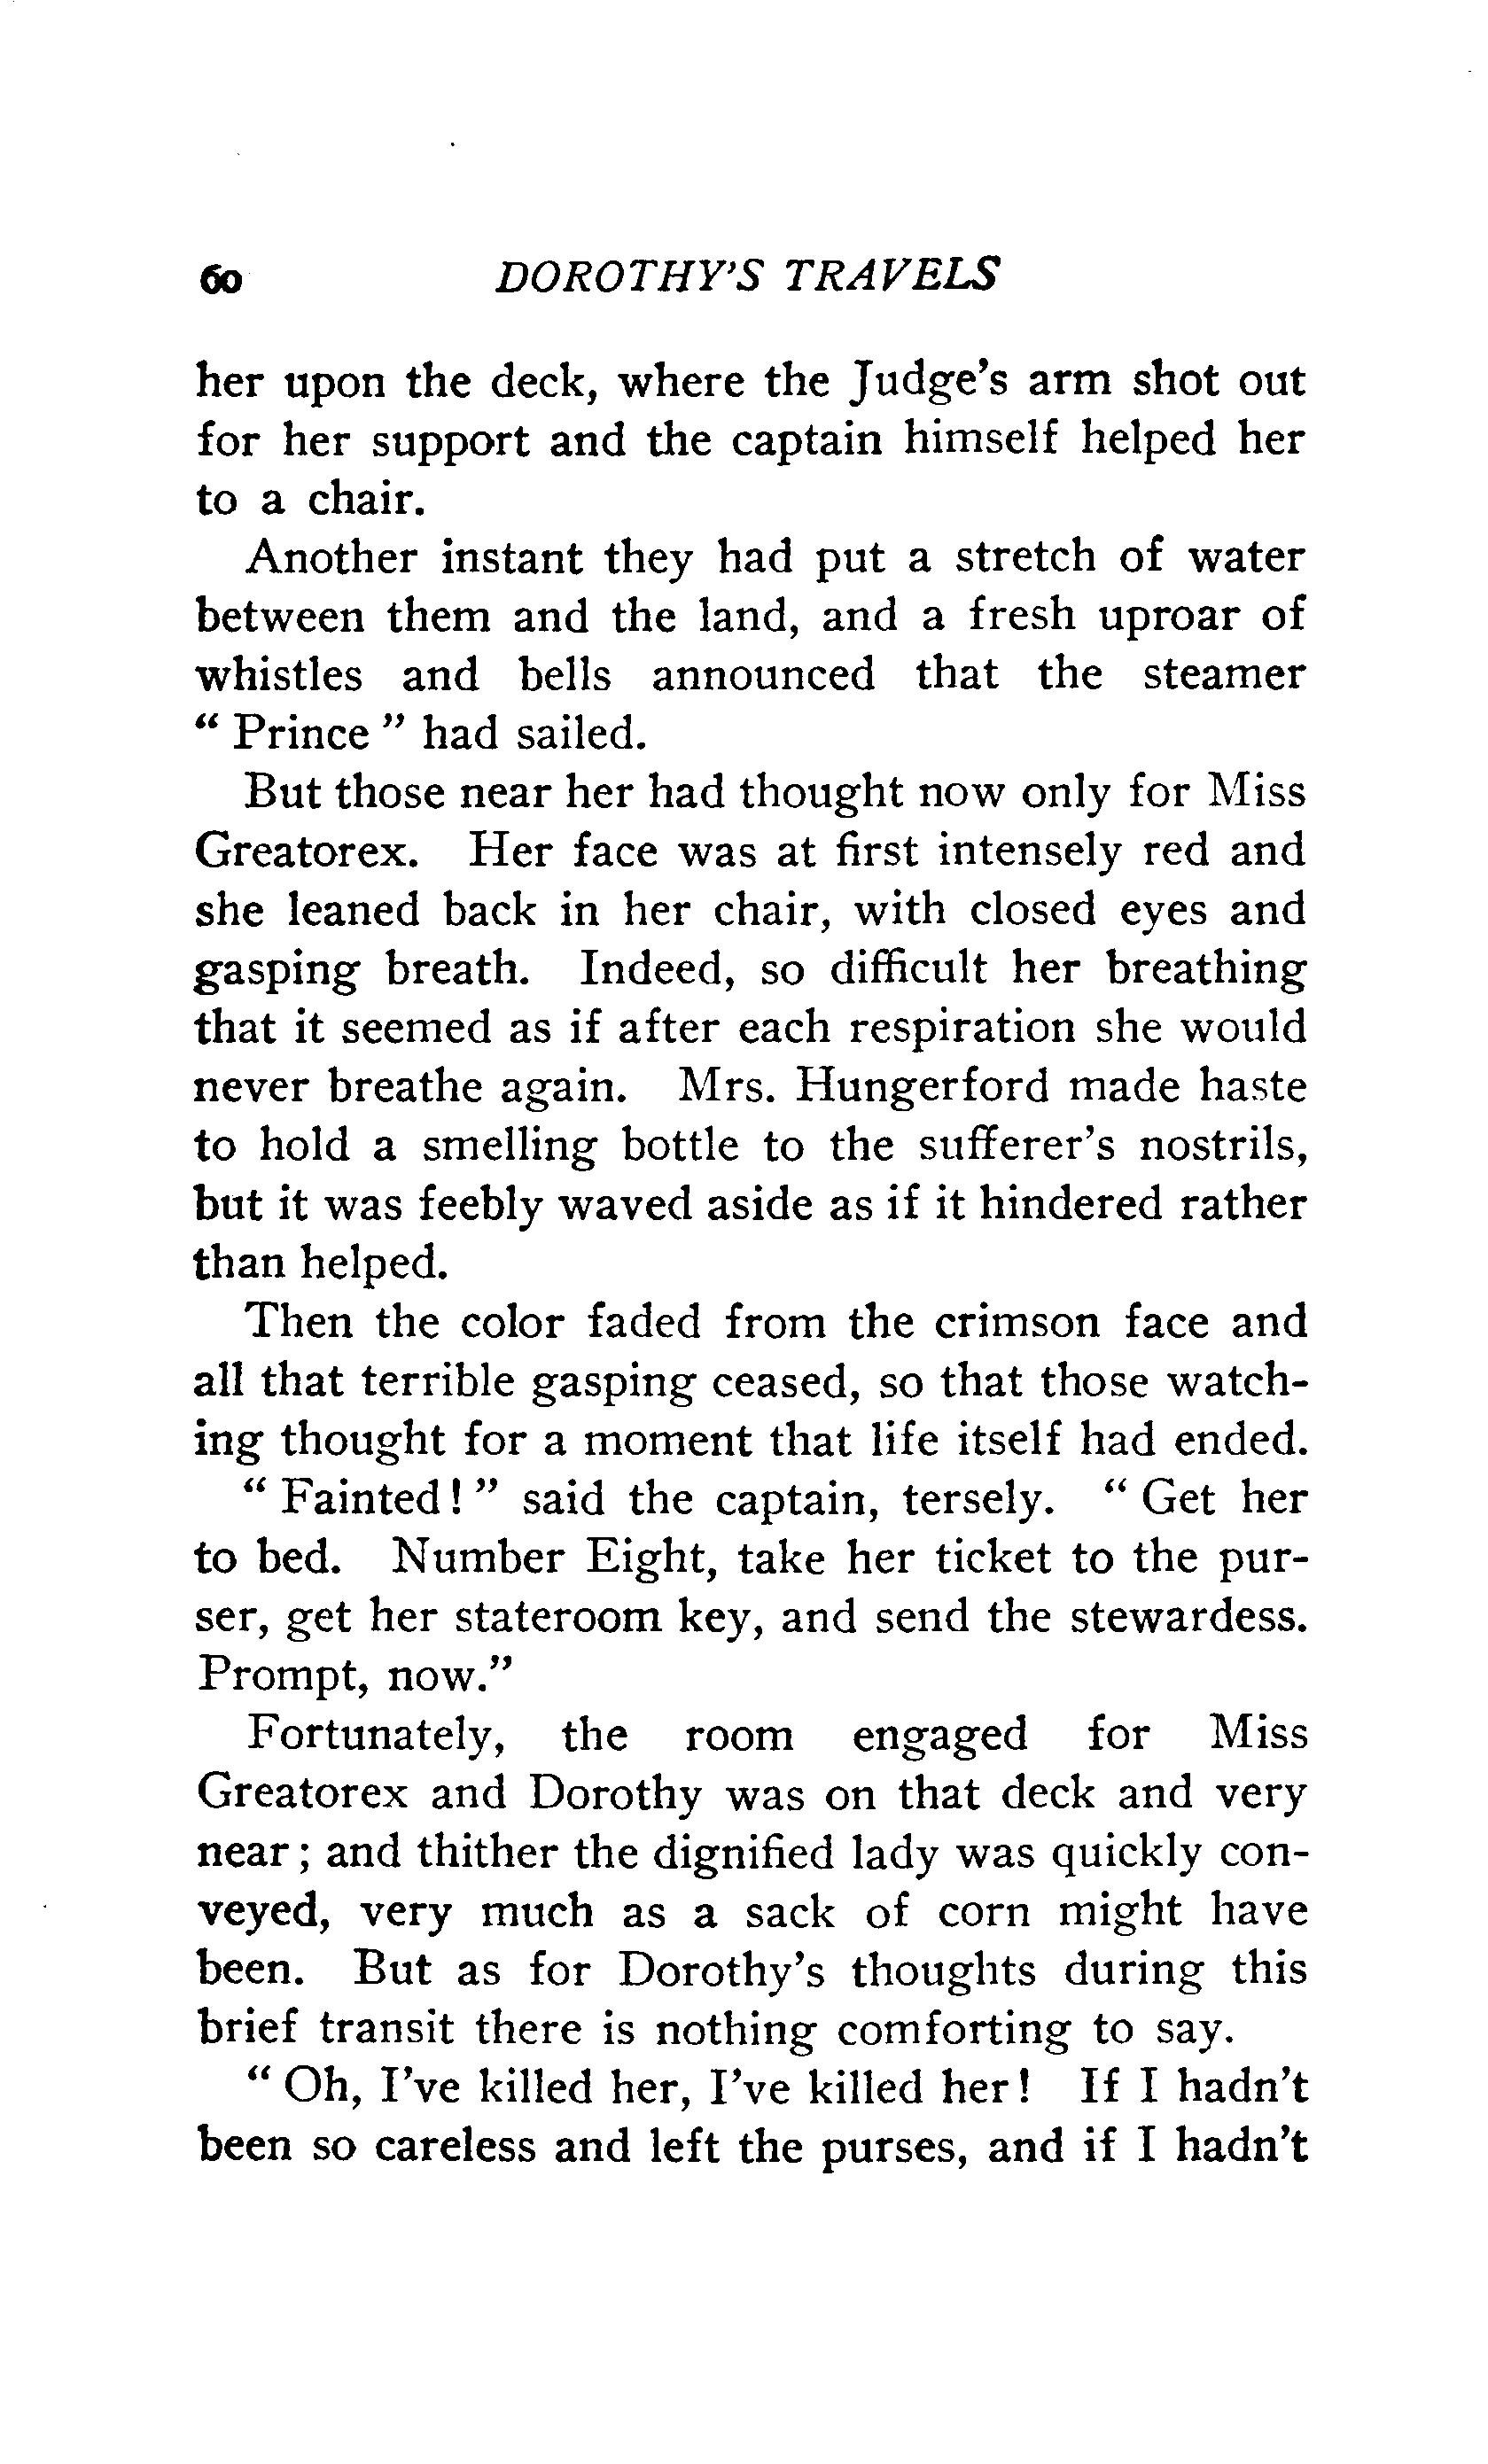 60 DOROTHY'S TRAVELS
her upon the deck, where the Judge's arm shot out
for her support and the captain himself helped her
to a chair.
Another instant they had put a stretch of water
between them and the land, and a fresh uproar of
whistles and bells announced that the steamer
" Prince " had sailed.
But those near her had thought now only for Miss
Greatorex. Her face was at first intensely red and
she leaned back in her chair, with closed eyes and
gasping breath. Indeed, so difficult her breathing
that it seemed as if after each respiration she would
never breathe again. Mrs. Hungerford made haste
to hold a smelling bottle to the sufferer's nostrils,
but it was feebly waved aside as if it hindered rather
than helped.
Then the color faded from the crimson face and
all that terrible gasping ceased, so that those watch-
ing thought for a moment that life itself had ended.
" Fainted! " said the captain, tersely. " Get her
to bed. Number Eight, take her ticket to the pur-
ser, get her stateroom key, and send the stewardess.
Prompt, now."
Fortunately, the room engaged for Miss
Greatorex and Dorothy was on that deck and very
near; and thither the dignified lady was quickly con-
veyed, very much as a sack of corn might have
been. But as for Dorothy's thoughts during this
brief transit there is nothing comforting to say.
" Oh, I've killed her, I've killed her! If I hadn't
been so careless and left the purses, and if I hadn't